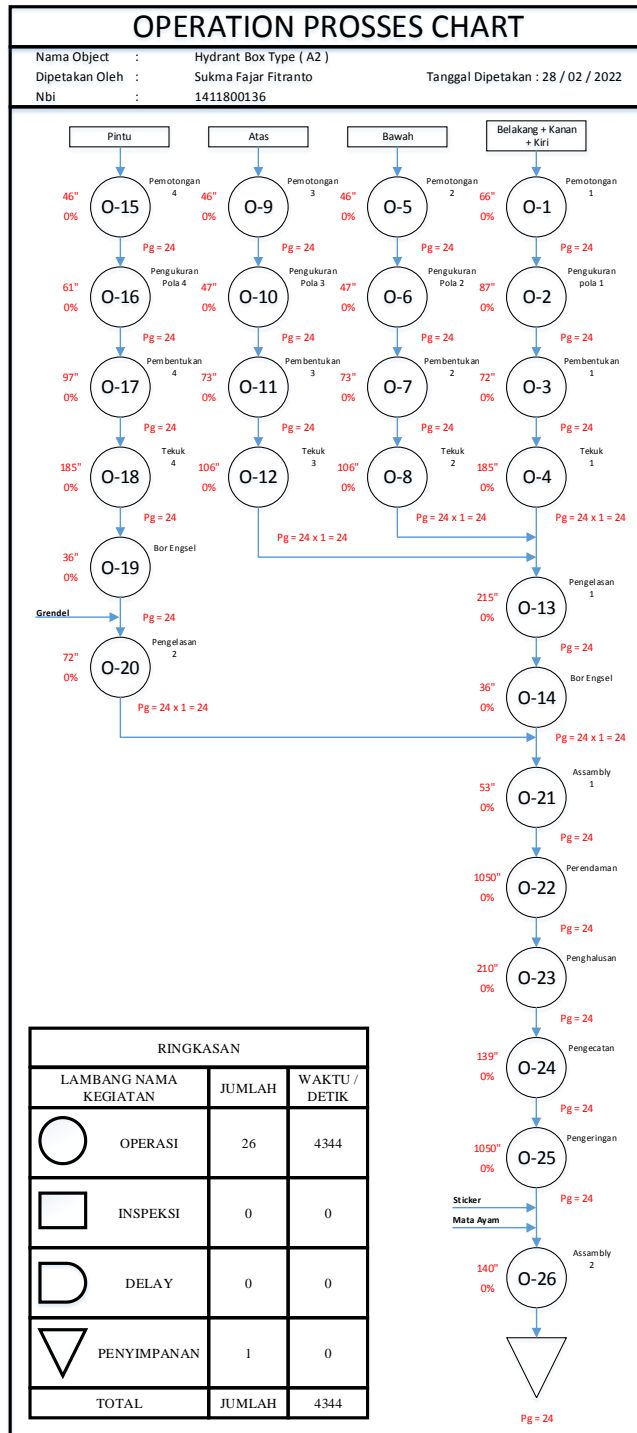 OPERATION PROSSES CHART
Nama Object : Hydrant Box Type ( A2 )
Dipetakan Oleh : Sukma Fajar Fitranto Tanggal Dipetakan : 28 / 02 / 2022
Nbi : 1411800136
Pintu
Atas
Bawah
Belakang + Kanan
+ Kiri
46"
0%
O-15
Pemotongan
4
46"
0%
O-9
Pemotongan
3
46"
0%
O-5
Pemotongan
2
66"
0%
O-1
Pemotongan
1
Pg = 24
Pg = 24
Pg = 24
Pg = 24
61"
0%
O-16
Pengukuran
Pola 4
47"
0%
O-10
Pengukuran
Pola 3
47"
0%
O-6
Pengukuran
Pola 2
87"
0%
O-2
Pengukuran
pola 1
Pg = 24
Pg = 24
Pg = 24
Pg = 24
97"
0%
O-17
Pembentukan
4
73"
0%
O-11
Pembentukan
3
73"
0%
O-7
Pembentukan
2
72"
0%
O-3
Pembentukan
1
Pg = 24
Pg = 24
Pg = 24
Pg = 24
185"
0%
O-18
Tekuk
4
106"
0%
O-12
Tekuk
3
106"
0%
O-8
Tekuk
2
185"
0%
O-4
Tekuk
1
Pg = 24
Pg = 24 x 1 = 24
Pg = 24 x 1 = 24
Pg = 24 x 1 = 24
36"
0%
O-19
Bor Engsel
215"
0%
O-13
Pengelasan
1
Grendel
Pg = 24
Pg = 24
72"
0%
O-20
Pengelasan
2
36"
0%
O-14
Bor Engsel
Pg = 24 x 1 = 24
Pg = 24 x 1 = 24
53"
0%
O-21
Assambly
1
Pg = 24
1050"
0%
O-22
Perendaman
Pg = 24
210"
0%
O-23
Penghalusan
Pg = 24
139"
0%
O-24
Pengecatan
Pg = 24
1050"
0%
O-25
Pengeringan
Sticker
Pg = 24
Mata Ayam
140"
0%
O-26
Assambly
2
Pg = 24
RINGKASAN
LAMBANG NAMA
KEGIATAN
JUMLAH
WAKTU /
DETIK
OPERASI 26 4344
INSPEKSI 0 0
DELAY 0 0
PENYIMPANAN 1 0
TOTAL JUMLAH 4344